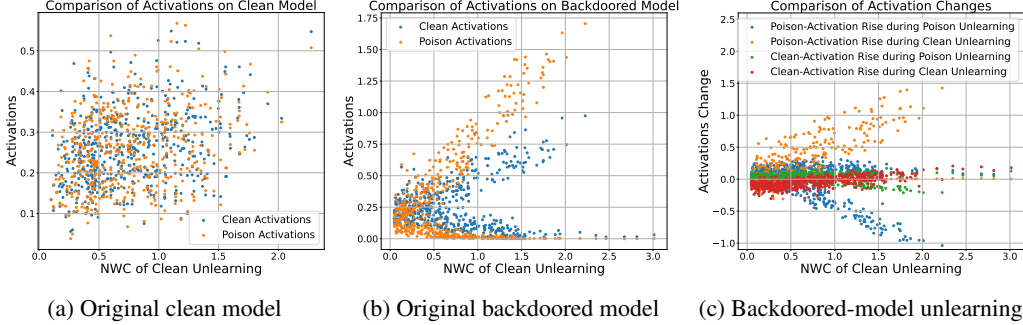 Comparison of Activations on Clean Model
Activations
0.5
0.4
0.3
0.2
0.1
Clean Activations
Poison Activations
0.0 0.5 1.0 1.5 2.0
NWC of Clean Unlearning
(a) Original clean model
Comparison of Activations on Backdoored Model
Activations
1.75
1.50
1.25
1.00
0.75
0.50
0.25
0.00
Clean Activations
Poison Activations
0.0 0.5 1.0 1.5 2.0 2.5 3.0
NWC of Clean Unlearning
(b) Original backdoored model
Comparison of Activation Changes
Activations Change
2.5
2.0
1.5
1.0
0.5
0.0
−0.5
−1.0
Poison-Activation Rise during Poison Unlearning
Poison-Activation Rise during Clean Unlearning
Clean-Activation Rise during Poison Unlearning
Clean-Activation Rise during Clean Unlearning
0.0 0.5 1.0 1.5 2.0 2.5 3.0
NWC of Clean Unlearning
(c) Backdoored-model unlearning